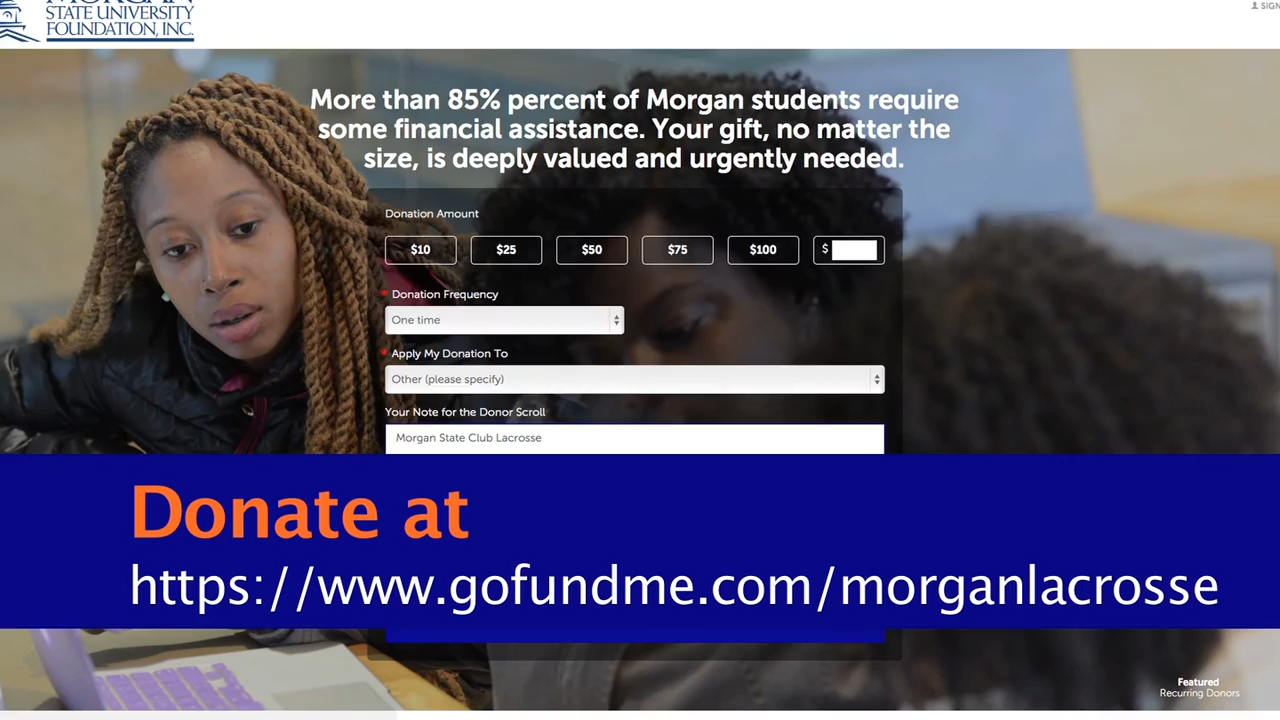 STATE UNIVERSITY
FOUNDATION, INC.
SIGN
More than 85% percent of Morgan students require
some financial assistance. Your gift, no matter the
size, is deeply valued and urgently needed.
Donation Amount
$10 $25 $50 $75 $100 $
* Donation Frequency
One time
* Apply My Donation To
Other (please specify)
Your Note for the Donor Scroll
Morgan State Club Lacrosse
Donate at
https://www.gofundme.com/morganlacrosse
Featured
Recurring Donors